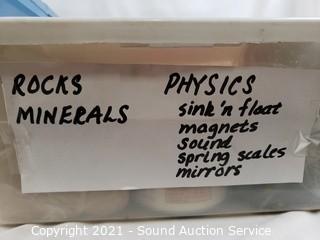 ROCKS
MINERALS
PHYSICS
sink 'n float
magnets
sound
spring scales
mirrors
Copyright 2021 - Sound Auction Service